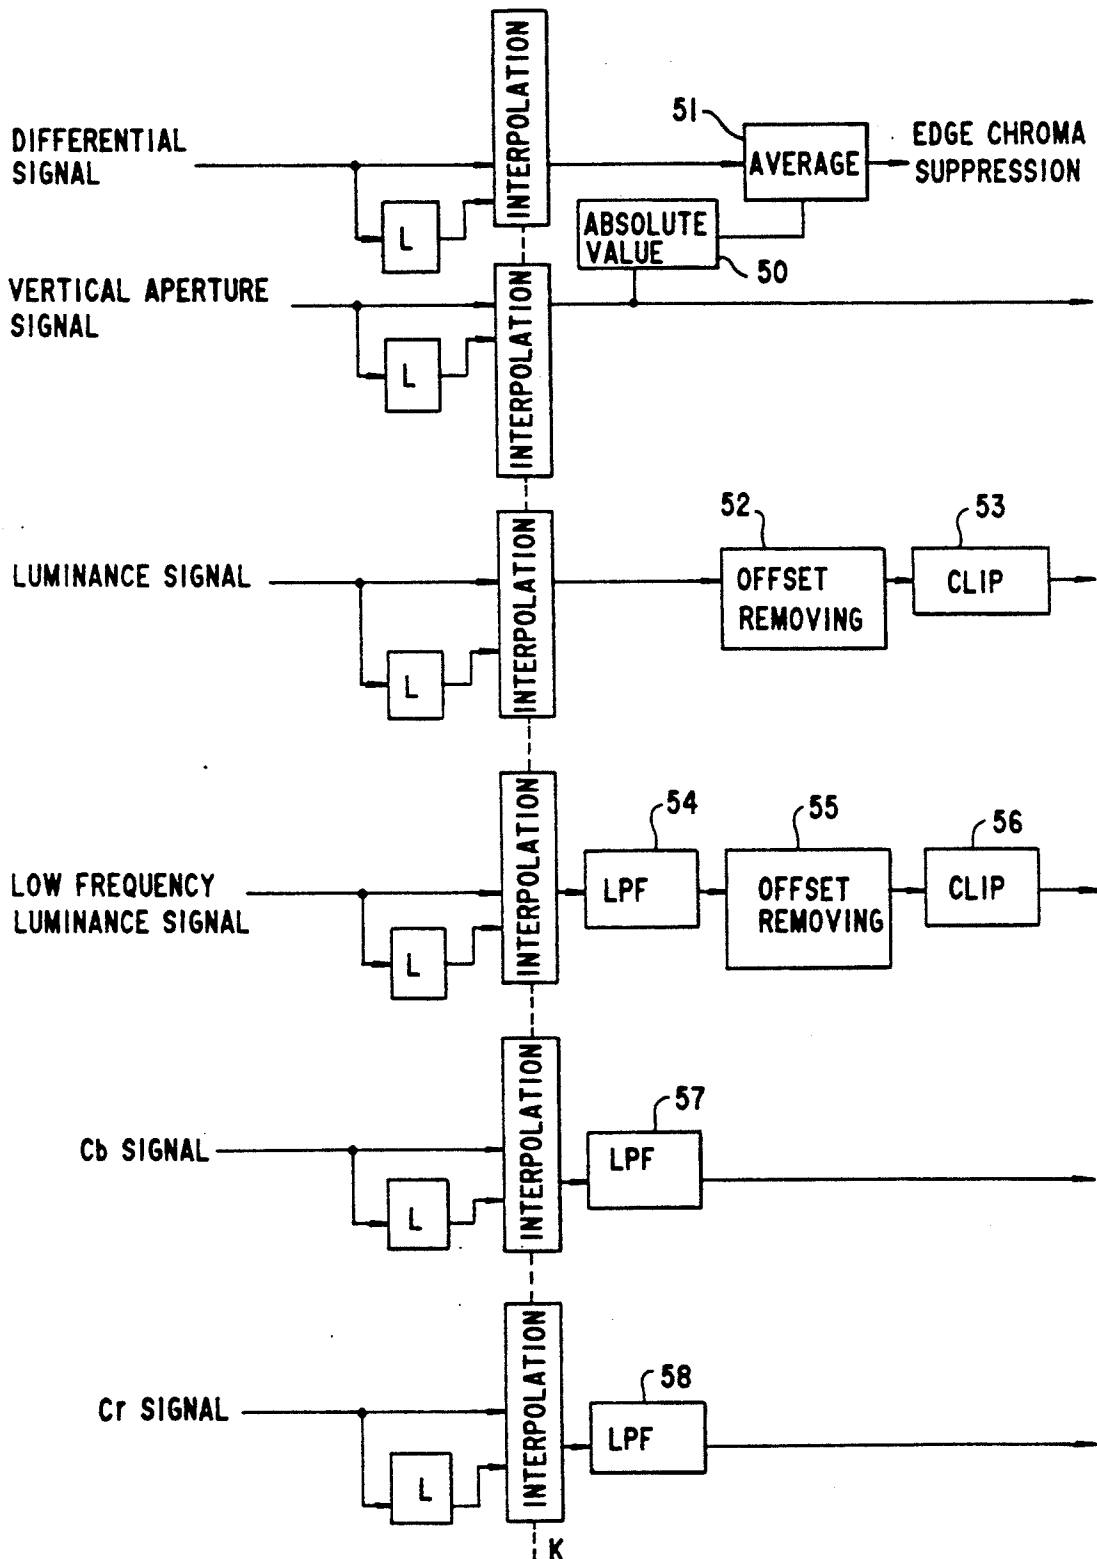 INTERPOLATION
51
DIFFERENTIAL
SIGNAL
AVERAGE
EDGE CHROMA
SUPPRESSION
L
ABSOLUTE
VALUE
50
VERTICAL APERTURE
SIGNAL
INTERPOLATION
L
52
53
LUMINANCE SIGNAL
INTERPOLATION
OFFSET
REMOVING
CLIP
L
54
55
56
LOW FREQUENCY
LUMINANCE SIGNAL
INTERPOLATION
LPF
OFFSET
REMOVING
CLIP
L
57
Cb SIGNAL
INTERPOLATION
LPF
L
58
Cr SIGNAL
INTERPOLATION
LPF
L
K